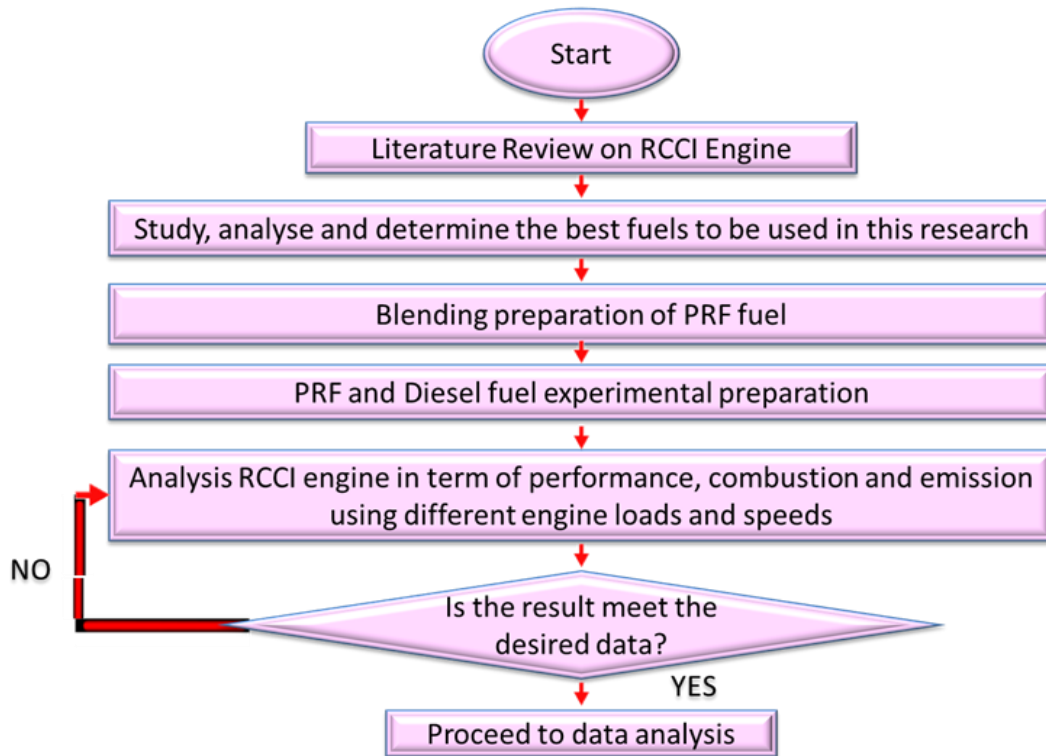 Start
Literature Review on RCCI Engine
Study, analyse and determine the best fuels to be used in this research
Blending preparation of PRF fuel
PRF and Diesel fuel experimental preparation
Analysis RCCI engine in term of performance, combustion and emission
using different engine loads and speeds
NO
Is the result meet the
desired data?
YES
Proceed to data analysis